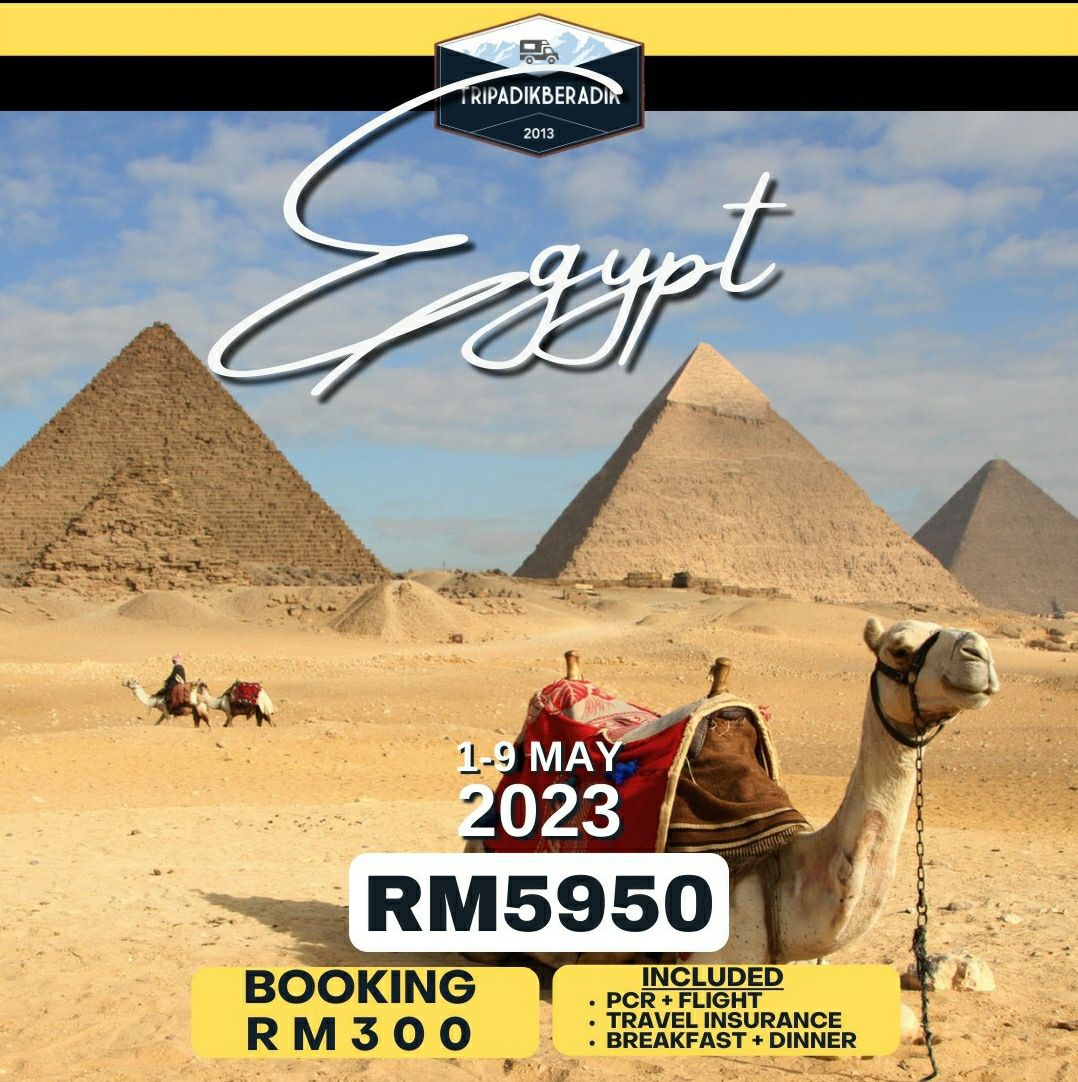 TRIPADIKBERADIK
2013
Egypt
1-9 MAY
2023
RM5950
BOOKING
RM300
INCLUDED
• PCR + FLIGHT
• TRAVEL INSURANCE
• BREAKFAST + DINNER